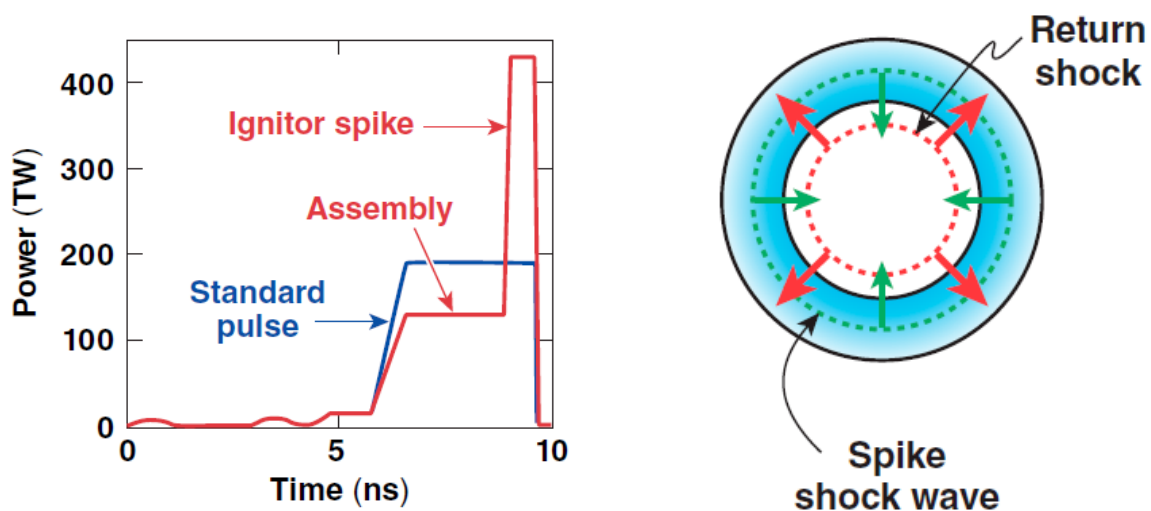 400
300
200
100
0
Power (TW)
Ignitor spike
Assembly
Standard
pulse
0
5
10
Time (ns)
Return
shock
Spike
shock wave